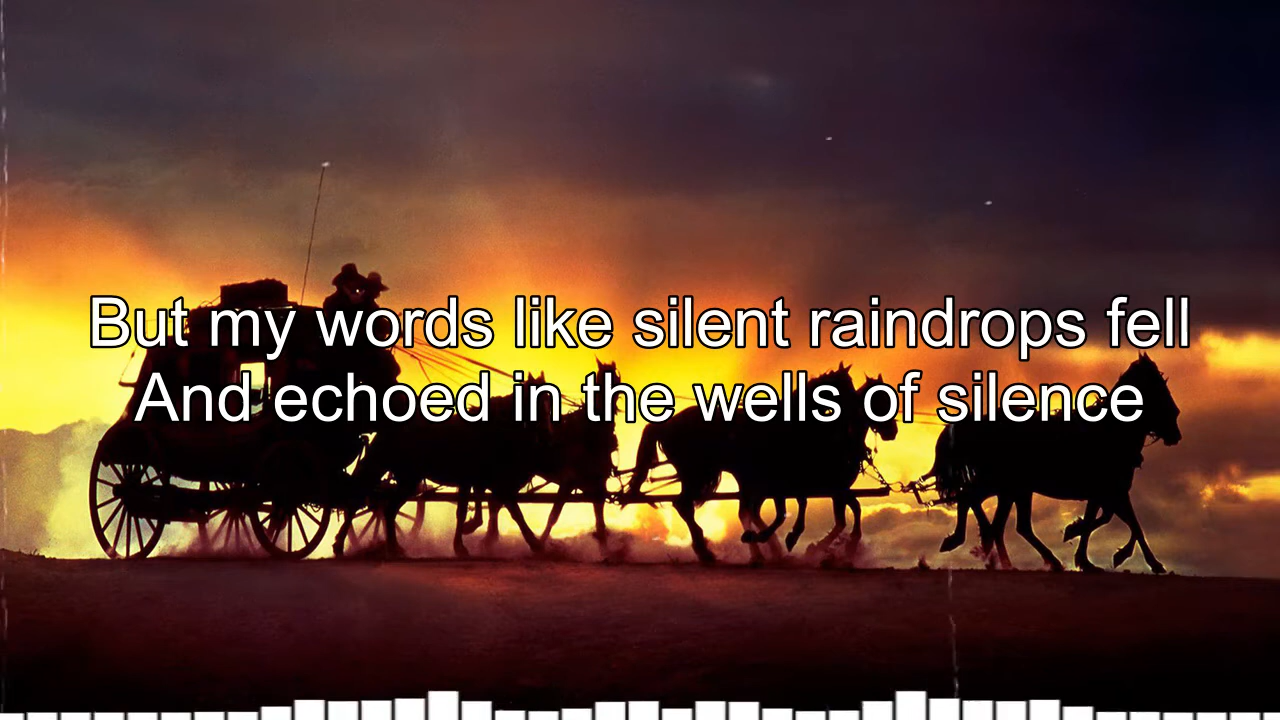 But my words like silent raindrops fell
And echoed in the wells of silence